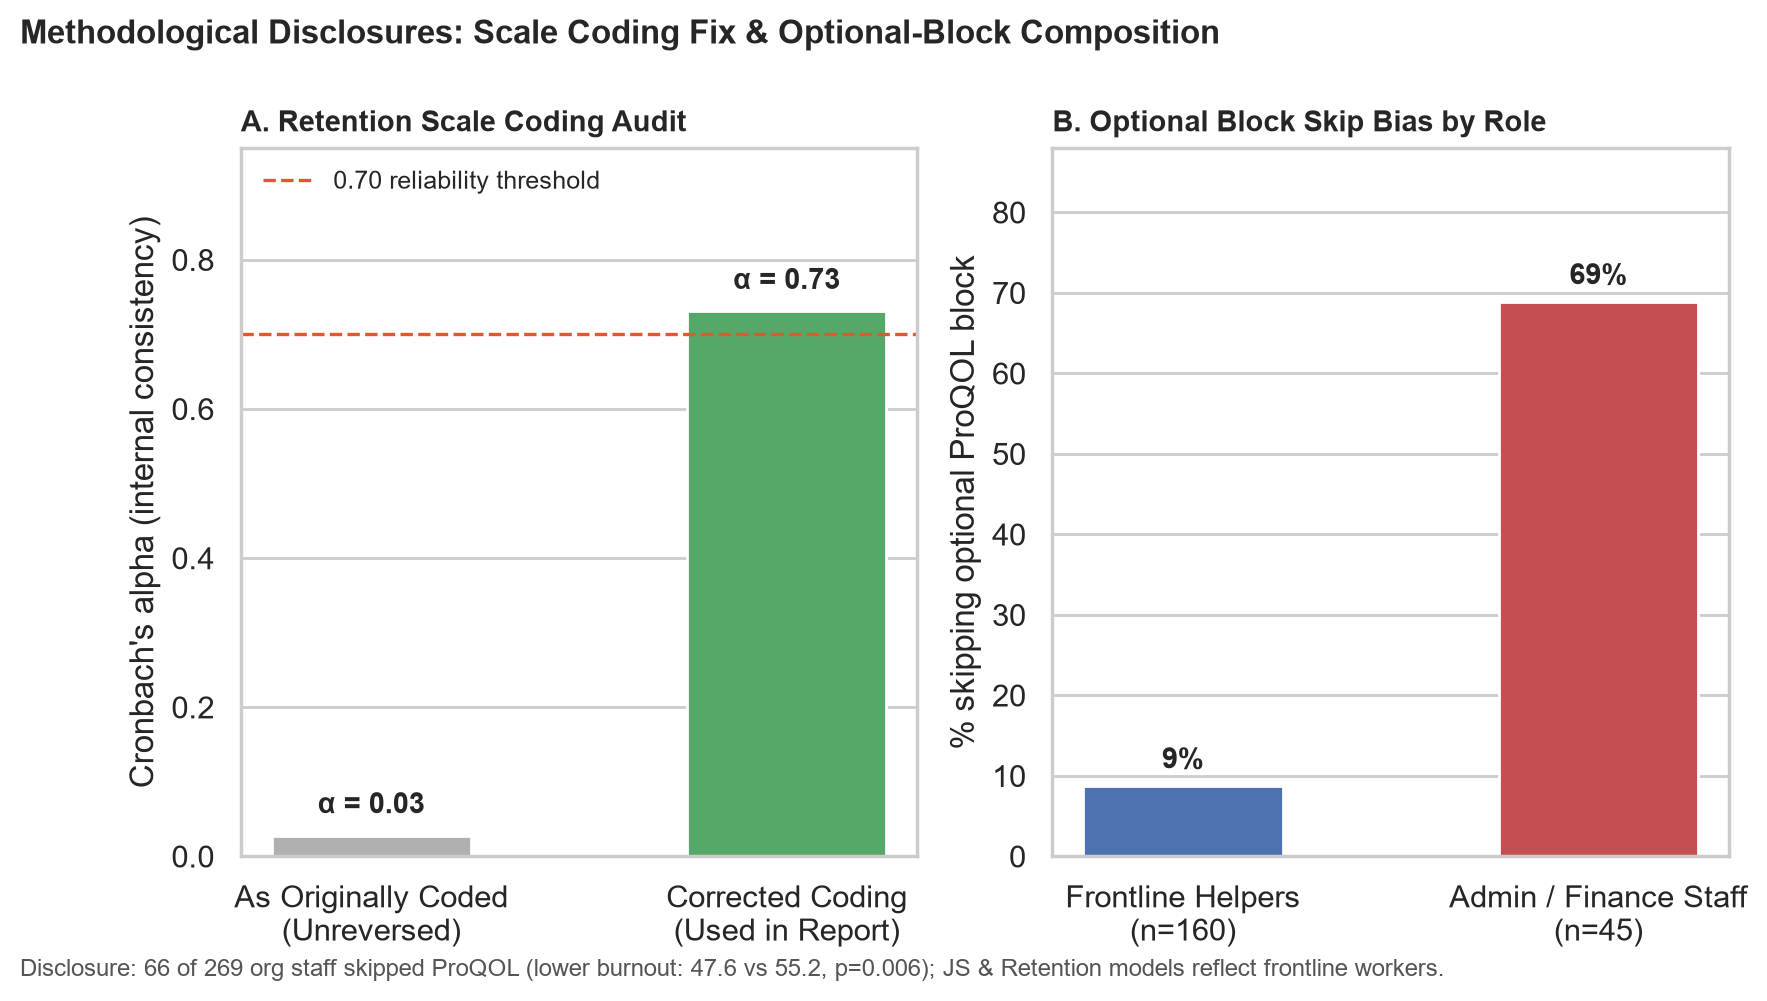 Methodological Disclosures: Scale Coding Fix & Optional-Block Composition
A. Retention Scale Coding Audit
0.70 reliability threshold
Cronbach's alpha (internal consistency)
0.8
0.6
0.4
0.2
0.0
α = 0.03
α = 0.73
As Originally Coded
(Unreversed)
Corrected Coding
(Used in Report)
B. Optional Block Skip Bias by Role
% skipping optional ProQOL block
80
70
60
50
40
30
20
10
0
9%
69%
Frontline Helpers
(n=160)
Admin / Finance Staff
(n=45)
Disclosure: 66 of 269 org staff skipped ProQOL (lower burnout: 47.6 vs 55.2, p=0.006); JS & Retention models reflect frontline workers.